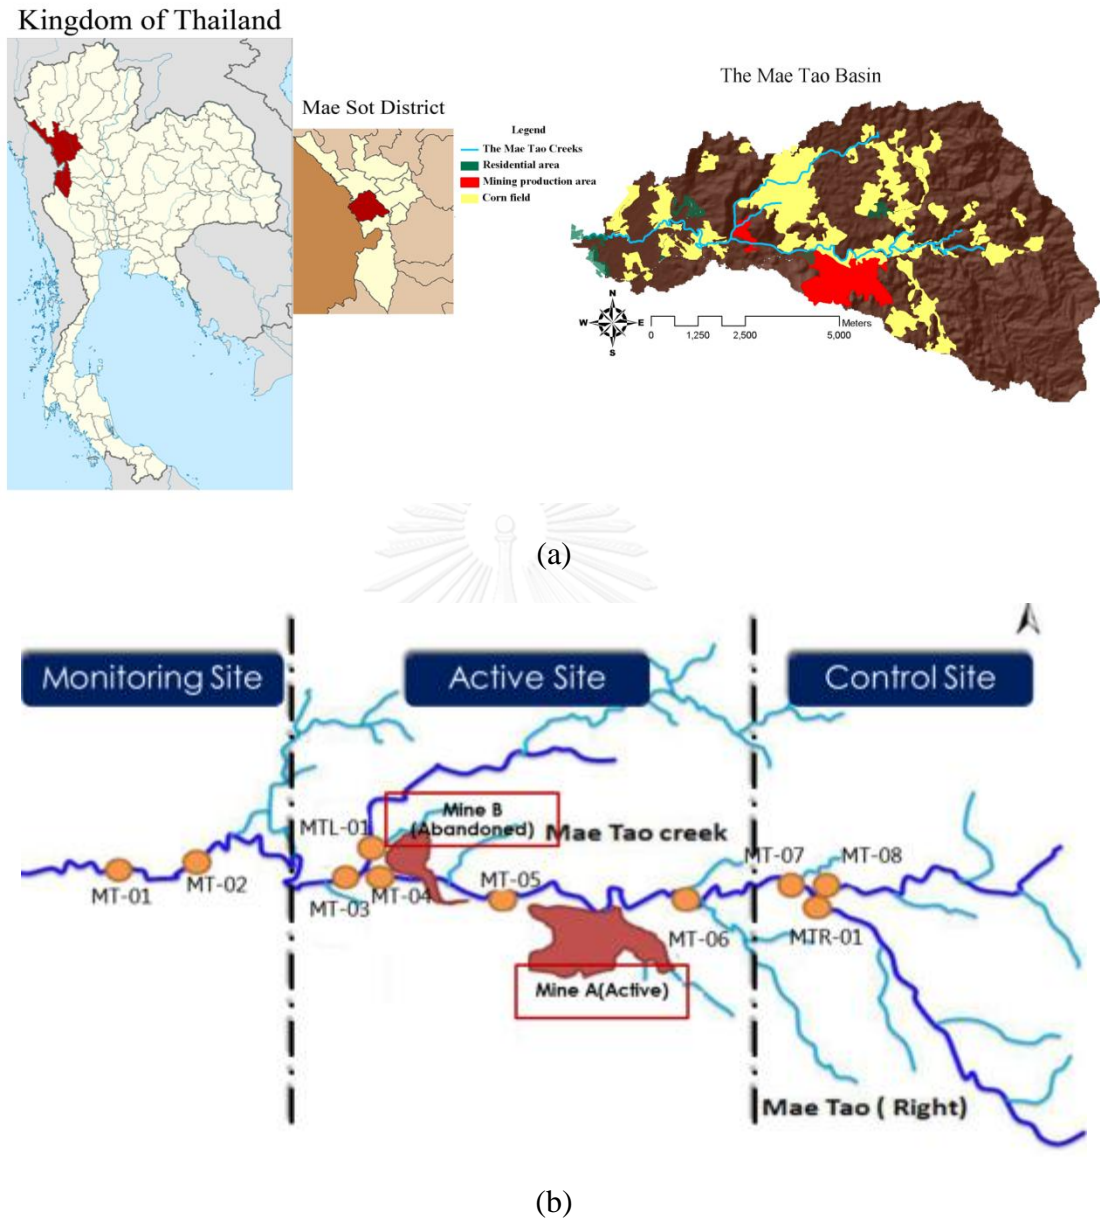 Kingdom of Thailand
Mae Sot District
The Mae Tao Basin
Legend
The Mae Tao Creeks
Residential area
Mining production area
Corn field
N
W E
S
Meters
0 1,250 2,500 5,000
(a)
Monitoring Site Active Site Control Site
Mine B
(Abandoned)
Mae Tao creek
MTL-01
MT-01
MT-02
MT-03
MT-04
MT-05
MT-06
MT-07
MT-08
MTR-01
Mine A(Active)
Mae Tao ( Right)
(b)